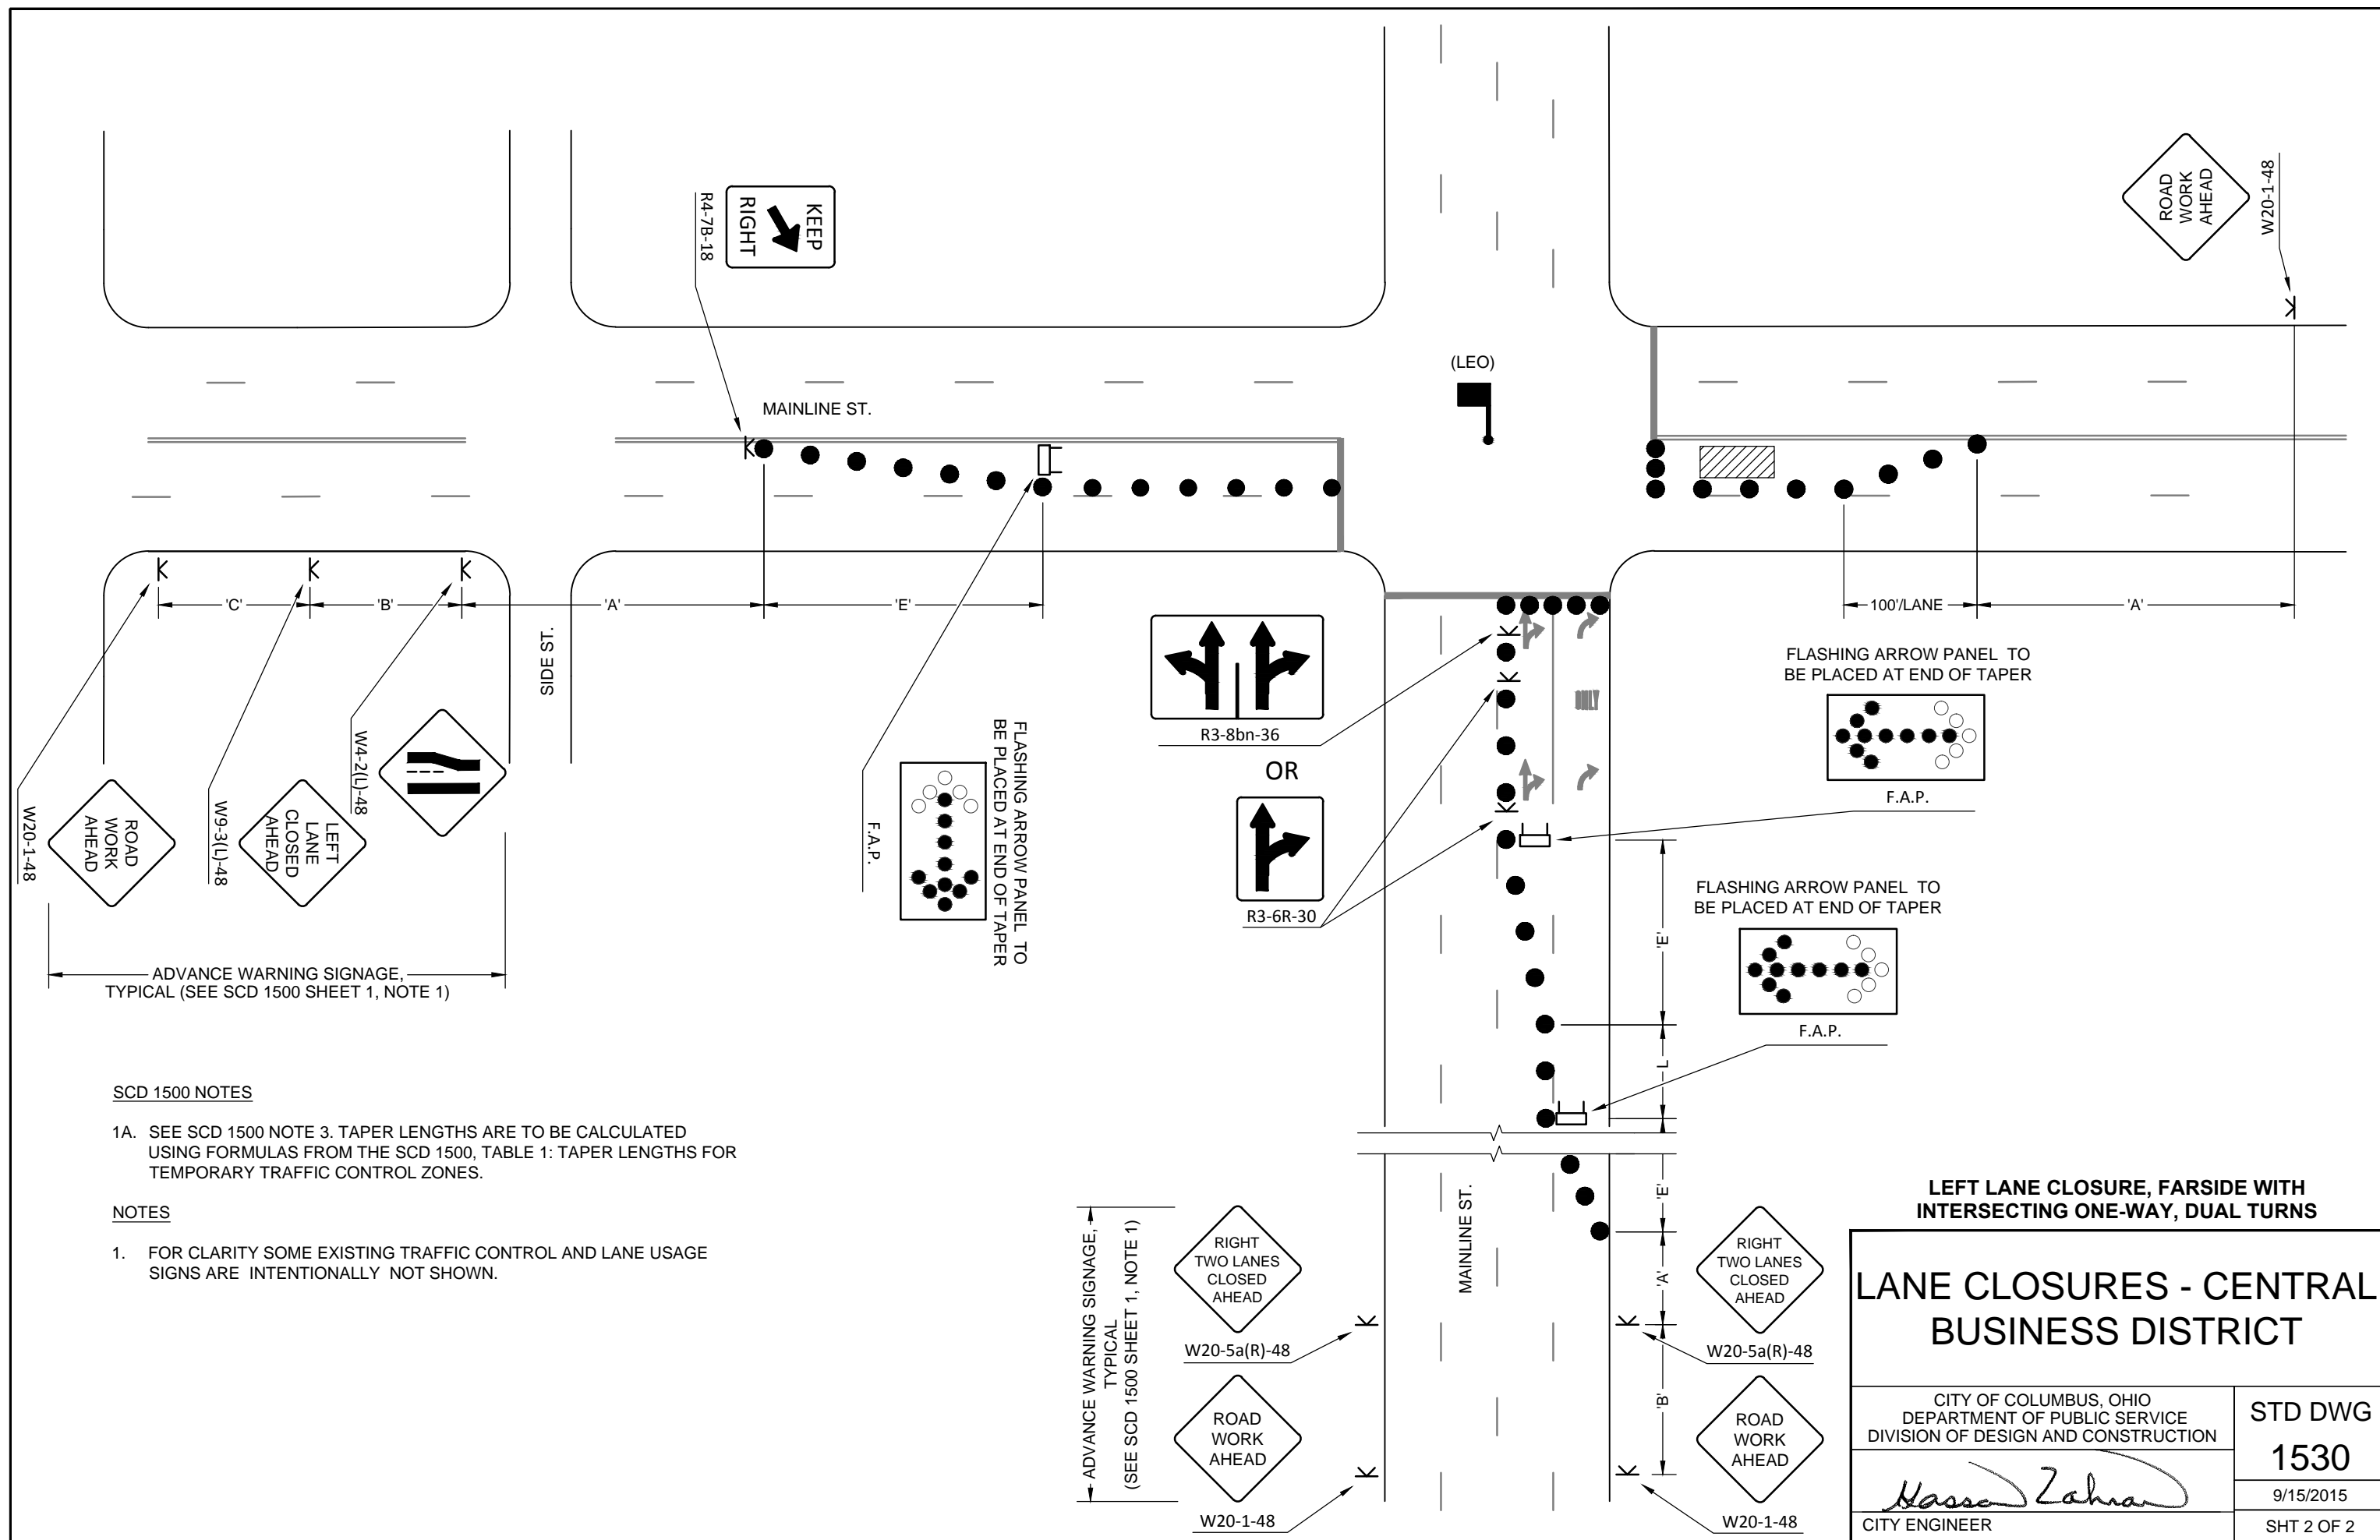 KEEP
RIGHT
R4-7B-18
ROAD
WORK
AHEAD
W20-1-48
(LEO)
MAINLINE ST.
'C'
'B'
'A'
'E'
100'/LANE
'A'
SIDE ST.
W20-1-48
ROAD
WORK
AHEAD
W9-3(L)-48
LEFT
LANE
CLOSED
AHEAD
W4-2(L)-48
ADVANCE WARNING SIGNAGE,
TYPICAL (SEE SCD 1500 SHEET 1, NOTE 1)
F.A.P.
FLASHING ARROW PANEL TO
BE PLACED AT END OF TAPER
R3-8bn-36
OR
R3-6R-30
ONLY
FLASHING ARROW PANEL TO
BE PLACED AT END OF TAPER
F.A.P.
FLASHING ARROW PANEL TO
BE PLACED AT END OF TAPER
F.A.P.
'E'
L
'E'
'A'
'B'
SCD 1500 NOTES
1A. SEE SCD 1500 NOTE 3. TAPER LENGTHS ARE TO BE CALCULATED
USING FORMULAS FROM THE SCD 1500, TABLE 1: TAPER LENGTHS FOR
TEMPORARY TRAFFIC CONTROL ZONES.
NOTES
1. FOR CLARITY SOME EXISTING TRAFFIC CONTROL AND LANE USAGE
SIGNS ARE INTENTIONALLY NOT SHOWN.
ADVANCE WARNING SIGNAGE,
TYPICAL
(SEE SCD 1500 SHEET 1, NOTE 1)
RIGHT
TWO LANES
CLOSED
AHEAD
W20-5a(R)-48
ROAD
WORK
AHEAD
W20-1-48
MAINLINE ST.
RIGHT
TWO LANES
CLOSED
AHEAD
W20-5a(R)-48
ROAD
WORK
AHEAD
W20-1-48
LEFT LANE CLOSURE, FARSIDE WITH
INTERSECTING ONE-WAY, DUAL TURNS
LANE CLOSURES - CENTRAL
BUSINESS DISTRICT
CITY OF COLUMBUS, OHIO
DEPARTMENT OF PUBLIC SERVICE
DIVISION OF DESIGN AND CONSTRUCTION
CITY ENGINEER
STD DWG
1530
9/15/2015
SHT 2 OF 2